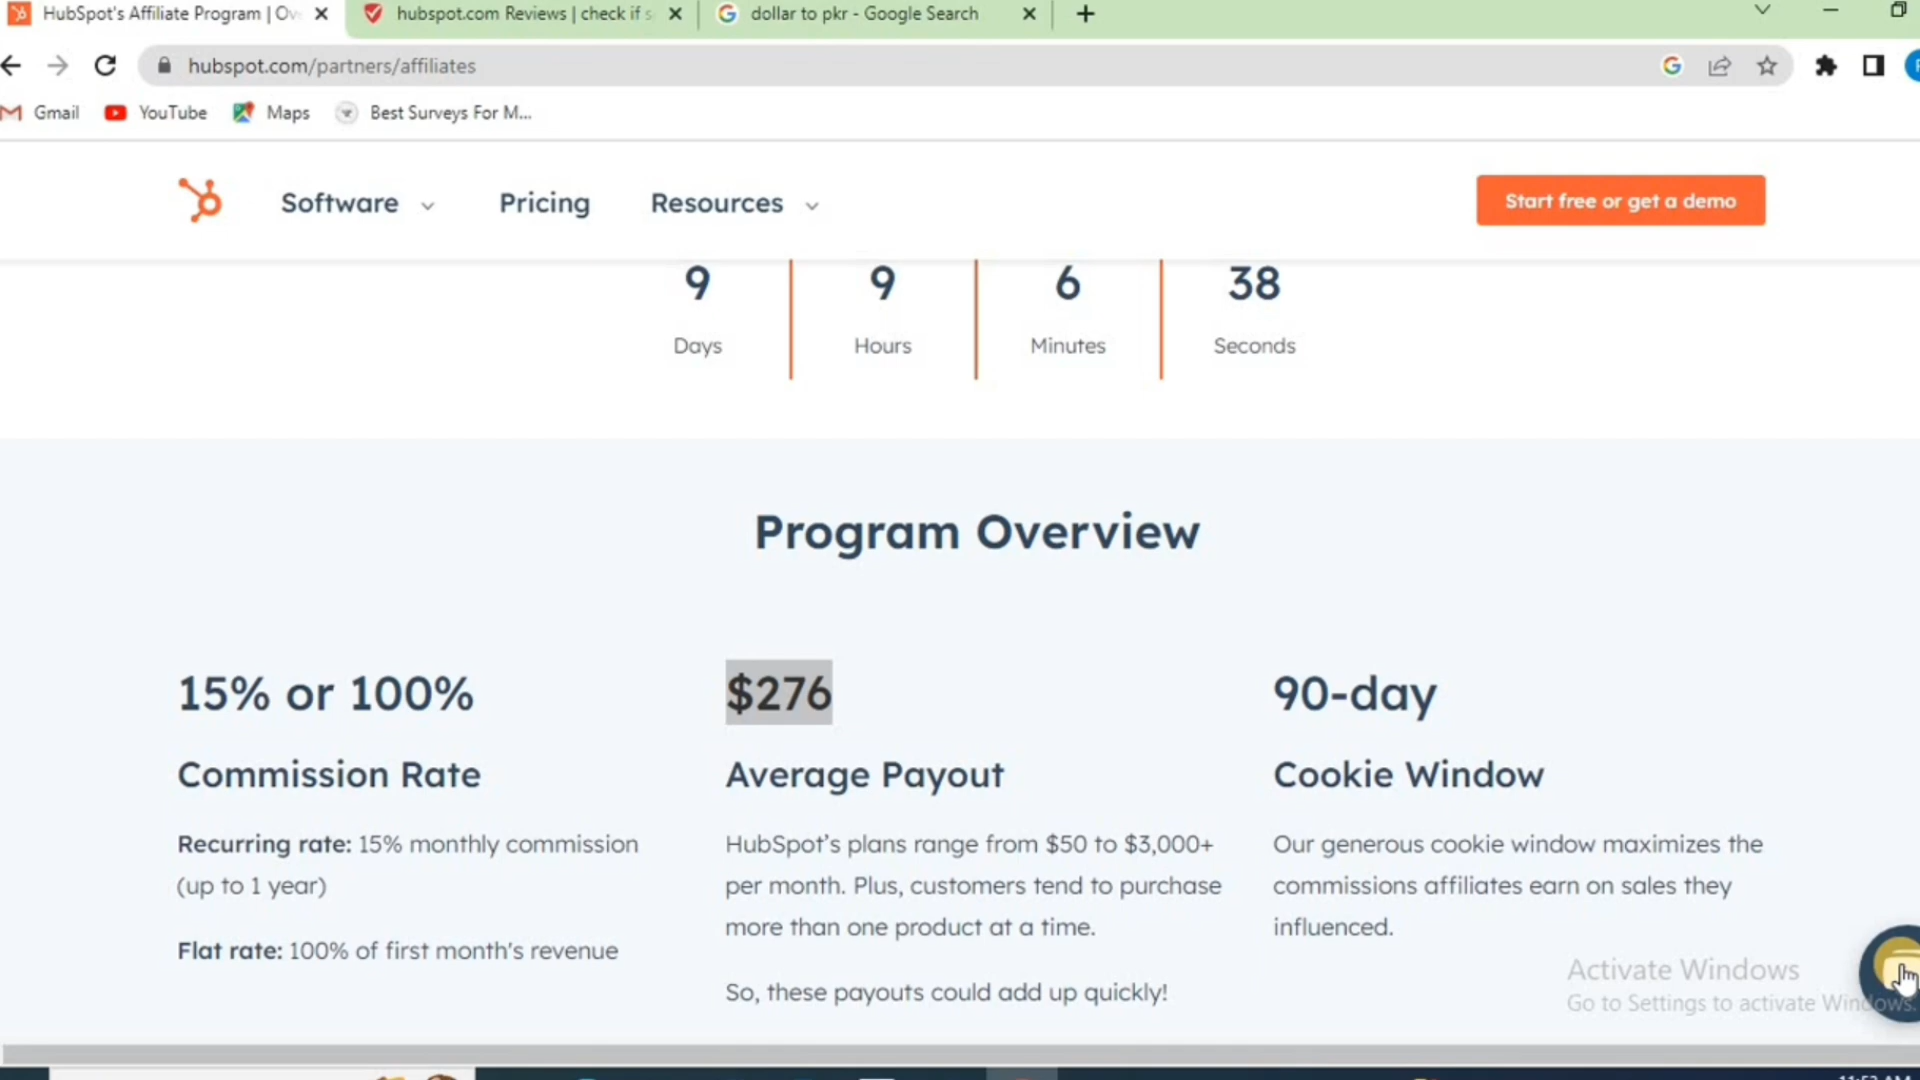 HubSpot's Affiliate Program | Ov
hubspot.com Reviews | check if s
dollar to pkr - Google Search
hubspot.com/partners/affiliates
Gmail
YouTube
Maps
Best Surveys For M...
Software
Pricing
Resources
Start free or get a demo
9 9 6 38
Days Hours Minutes Seconds
Program Overview
15% or 100%
Commission Rate
Recurring rate: 15% monthly commission
(up to 1 year)
Flat rate: 100% of first month's revenue
$276
Average Payout
HubSpot's plans range from $50 to $3,000+
per month. Plus, customers tend to purchase
more than one product at a time.
So, these payouts could add up quickly!
90-day
Cookie Window
Our generous cookie window maximizes the
commissions affiliates earn on sales they
influenced.
Activate Windows
Go to Settings to activate Windows.